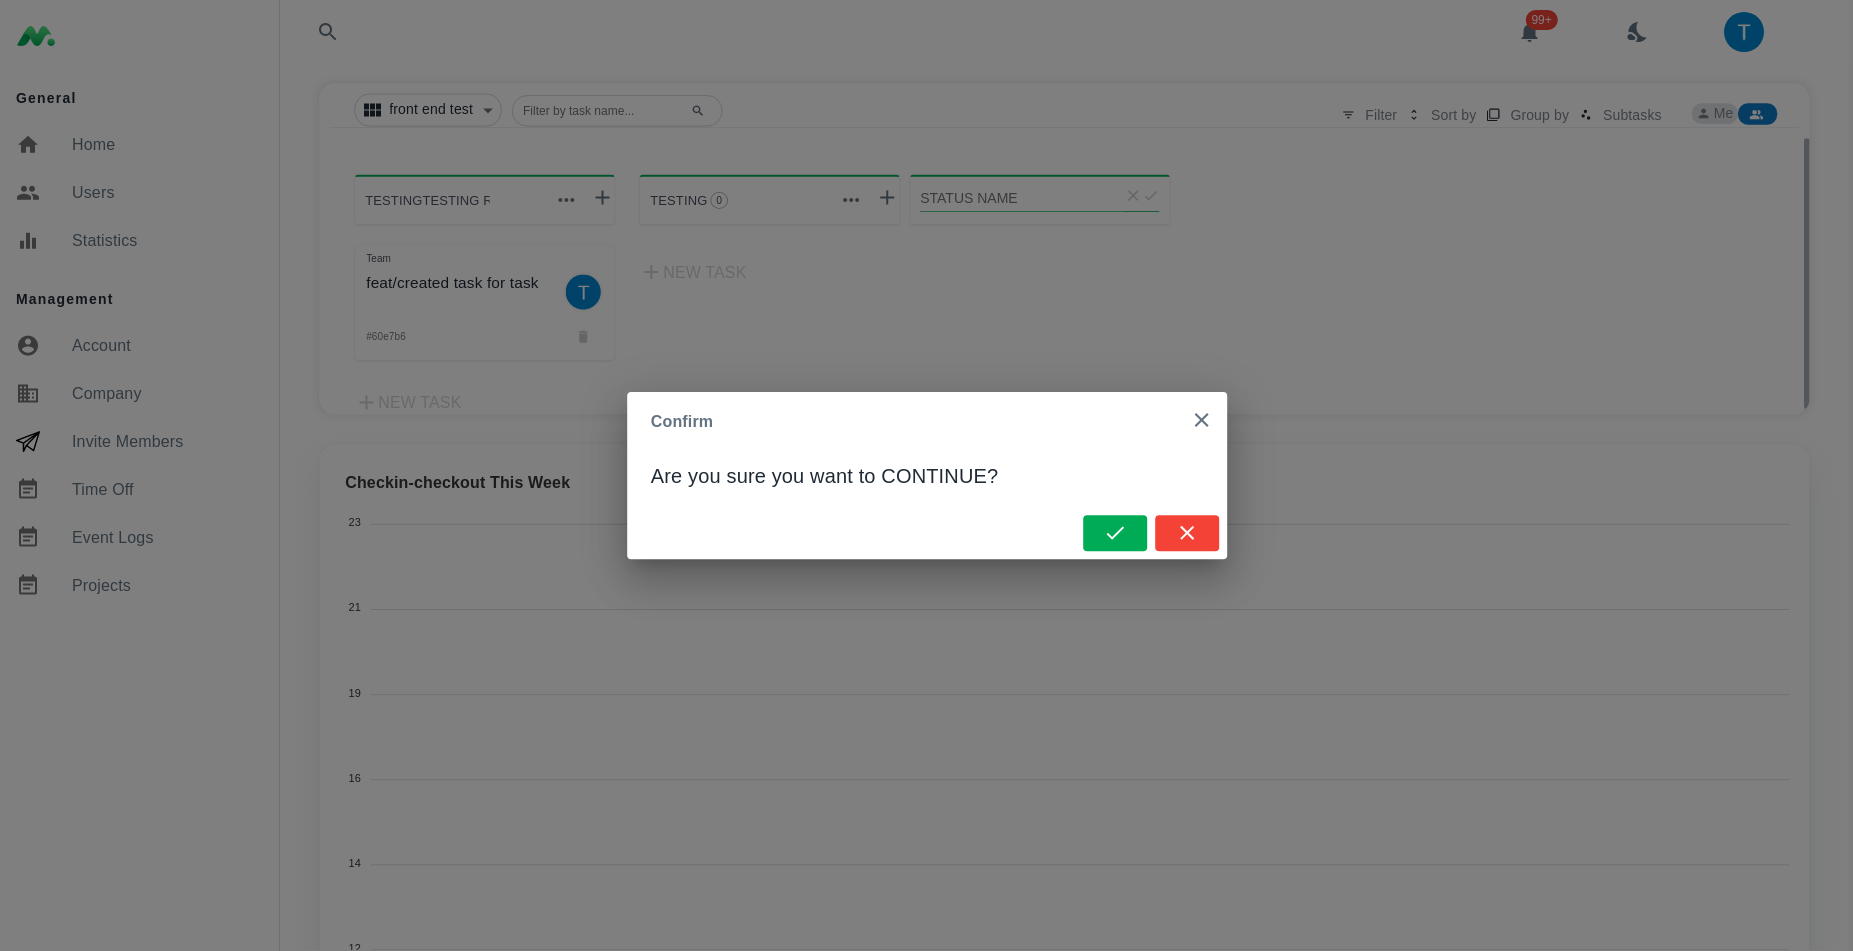 General
Home
Users
Statistics
Management
Account
Company
Invite Members
Time Off
Event Logs
Projects
99+
T
front end test
Filter by task name...
Filter
Sort by
Group by
Subtasks
Me
TESTINGTESTING F
TESTING 0
STATUS NAME
Team
feat/created task for task
T
#60e7b6
NEW TASK
NEW TASK
Confirm
Are you sure you want to CONTINUE?
Checkin-checkout This Week
23
21
19
16
14
12